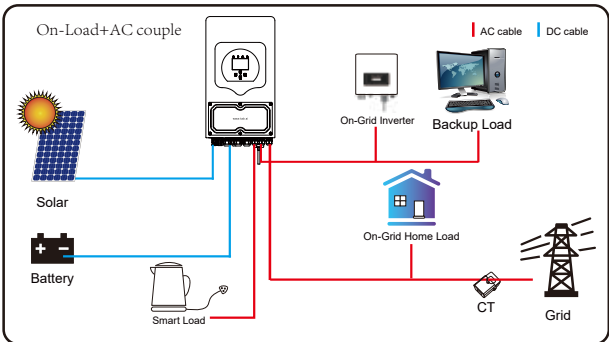 On-Load+AC couple
AC cable
DC cable
On-Grid Inverter
Backup Load
Solar
On-Grid Home Load
Battery
Smart Load
CT
Grid